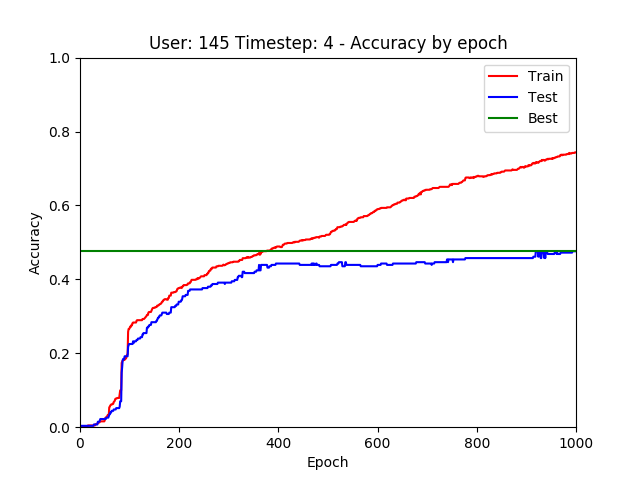 User: 145 Timestep: 4 - Accuracy by epoch
Train
Test
Best
1.0
0.8
0.6
0.4
0.2
0.0
Accuracy
0 200 400 600 800 1000
Epoch